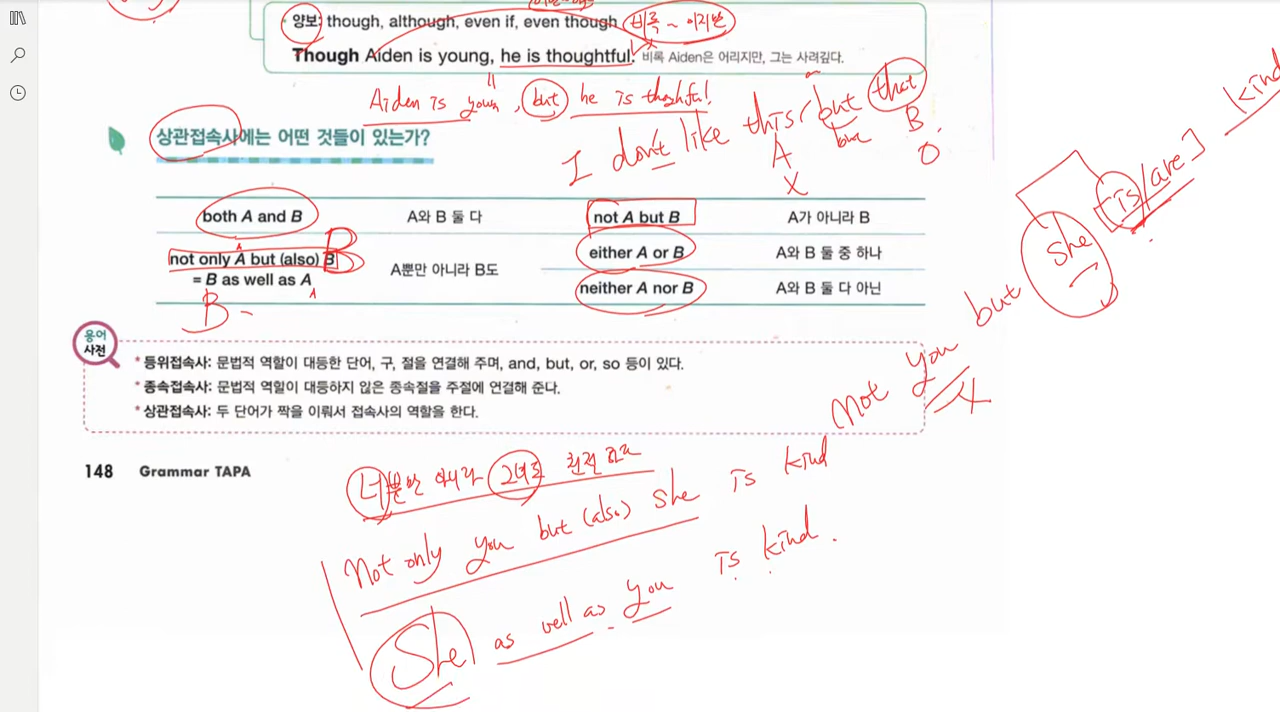 양보: though, although, even if, even though 비록 ~ 이지만
Though Aiden is young, he is thoughtful. 비록 Aiden은 어리지만, 그는 사려깊다.
Aiden is young, but he is
I don't like this, but that
A but B
X O
상관접속사에는 어떤 것들이 있는가?
both A and B A와 B 둘 다 not A but B A가 아니라 B
not only A but (also) B
= B as well as A A뿐만 아니라 B도
B
either A or B A와 B 둘 중 하나
neither A nor B A와 B 둘 다 아닌
용어
사전
* 등위접속사: 문법적 역할이 대등한 단어, 구, 절을 연결해 주며, and, but, or, so 등이 있다.
* 종속접속사: 문법적 역할이 대등하지 않은 종속절을 주절에 연결해 준다.
* 상관접속사: 두 단어가 짝을 이뤄서 접속사의 역할을 한다.
Not you but she [is/are] kind
X
148 Grammar TAPA
너뿐만 아니라 그녀도
Not only you but (also) she is kind
She as well as you is kind.